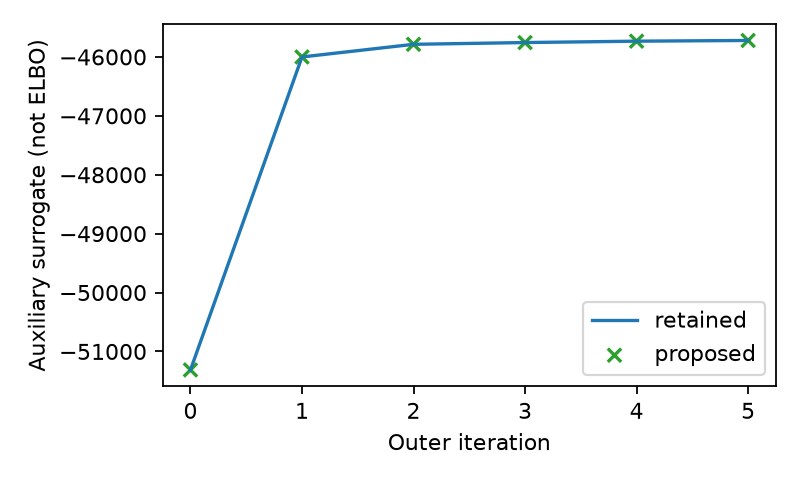 Auxiliary surrogate (not ELBO)
−46000
−47000
−48000
−49000
−50000
−51000
retained
proposed
0 1 2 3 4 5
Outer iteration